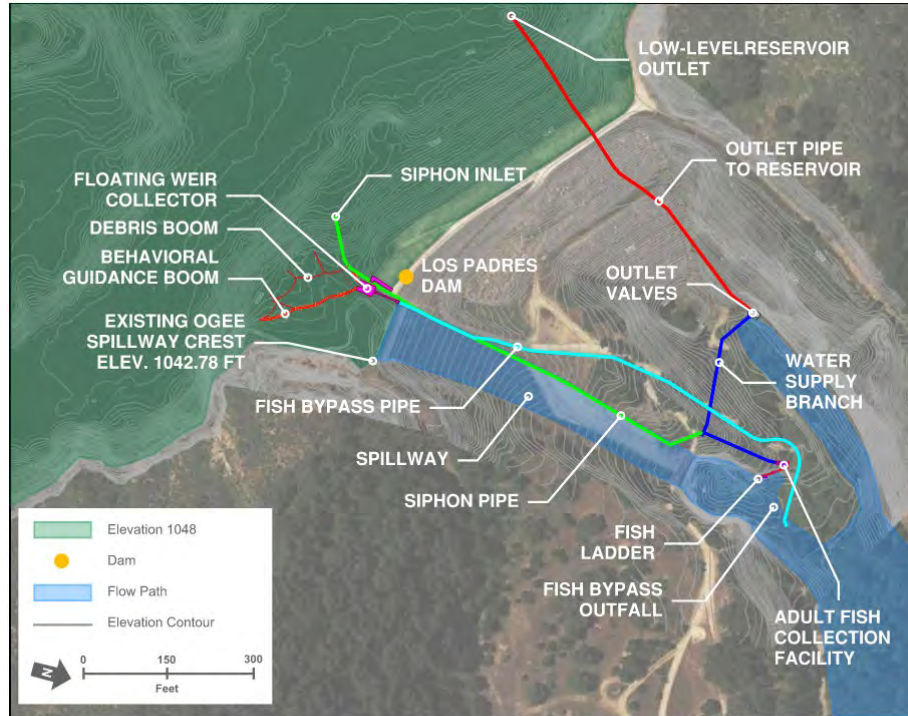 LOW-LEVELRESERVOIR
OUTLET
OUTLET PIPE
TO RESERVOIR
SIPHON INLET
FLOATING WEIR
COLLECTOR
DEBRIS BOOM
BEHAVIORAL
GUIDANCE BOOM
LOS PADRES
DAM
OUTLET
VALVES
EXISTING OGEE
SPILLWAY CREST
ELEV. 1042.78 FT
WATER
SUPPLY
BRANCH
FISH BYPASS PIPE
SPILLWAY
SIPHON PIPE
FISH
LADDER
FISH BYPASS
OUTFALL
ADULT FISH
COLLECTION
FACILITY
Elevation 1048
Dam
Flow Path
Elevation Contour
N
0 150 300
Feet